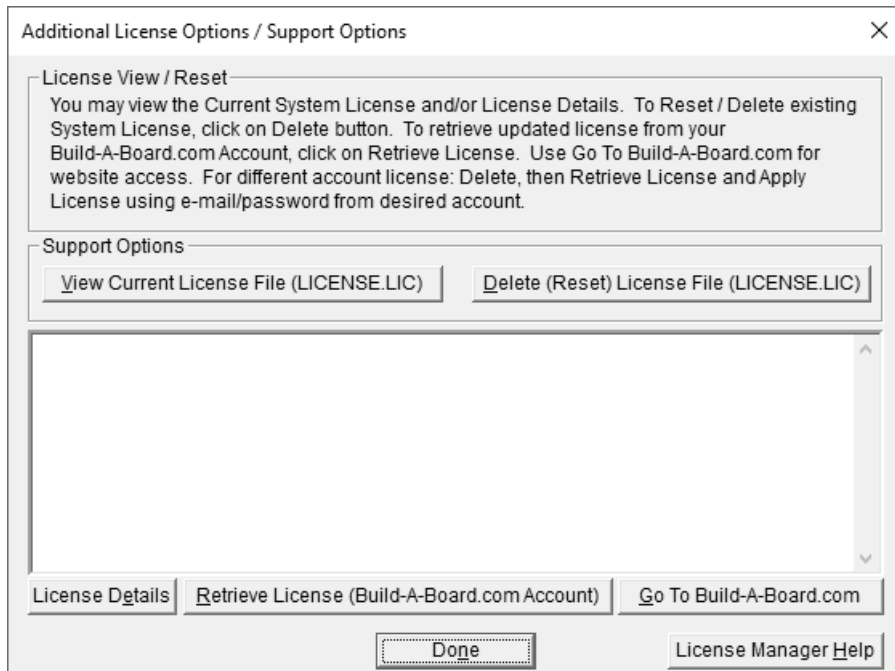 Additional License Options / Support Options
License View / Reset
You may view the Current System License and/or License Details.  To Reset / Delete existing
System License, click on Delete button.  To retrieve updated license from your
Build-A-Board.com Account, click on Retrieve License.  Use Go To Build-A-Board.com for
website access.  For different account license: Delete, then Retrieve License and Apply
License using e-mail/password from desired account.
Support Options
View Current License File (LICENSE.LIC)
Delete (Reset) License File (LICENSE.LIC)
License Details
Retrieve License (Build-A-Board.com Account)
Go To Build-A-Board.com
Done
License Manager Help